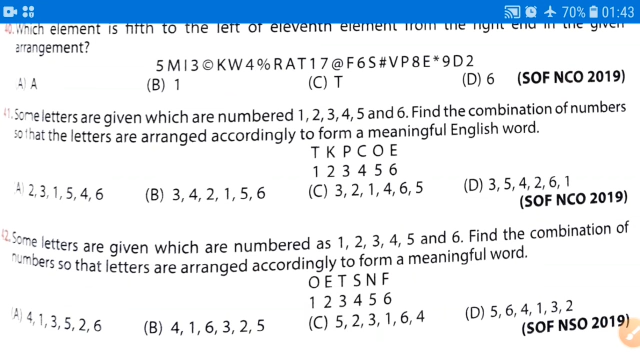 70% 01:43
40. Which element is fifth to the left of eleventh element from the right end in the given
arrangement?
5 M I 3 © K W 4 % R A T 1 7 @ F 6 S # V P 8 E * 9 D 2
A) A (B) 1 (C) T (D) 6 (SOF NCO 2019)
41. Some letters are given which are numbered 1, 2, 3, 4, 5 and 6. Find the combination of numbers
so that the letters are arranged accordingly to form a meaningful English word.
T K P C O E
1 2 3 4 5 6
A) 2, 3, 1, 5, 4, 6 (B) 3, 4, 2, 1, 5, 6 (C) 3, 2, 1, 4, 6, 5 (D) 3, 5, 4, 2, 6, 1
(SOF NCO 2019)
42. Some letters are given which are numbered as 1, 2, 3, 4, 5 and 6. Find the combination of
numbers so that letters are arranged accordingly to form a meaningful word.
O E T S N F
1 2 3 4 5 6
(A) 4, 1, 3, 5, 2, 6 (B) 4, 1, 6, 3, 2, 5 (C) 5, 2, 3, 1, 6, 4 (D) 5, 6, 4, 1, 3, 2
(SOF NSO 2019)